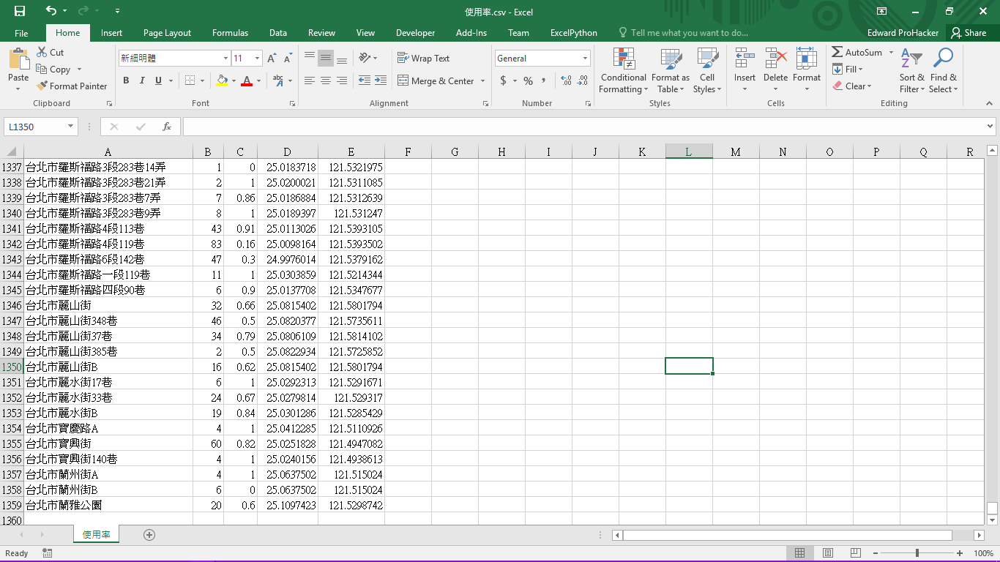 使用率.csv - Excel
File Home Insert Page Layout Formulas Data Review View Developer Add-Ins Team ExcelPython Tell me what you want to do... Edward ProHacker Share
Paste
Cut
Copy
Format Painter
Clipboard
新細明體 11
B I U
Font
Wrap Text
Merge & Center
Alignment
General
$ % ,
Number
Conditional Formatting
Format as Table
Cell Styles
Styles
Insert
Delete
Format
Cells
AutoSum
Fill
Clear
Sort & Filter
Find & Select
Editing
L1350 fx
A B C D E F G H I J K L M N O P Q R
1337 台北市羅斯福路3段283巷14弄 1 0 25.0183718 121.5321975
1338 台北市羅斯福路3段283巷21弄 2 1 25.0200021 121.5311085
1339 台北市羅斯福路3段283巷7弄 7 0.86 25.0186884 121.5312639
1340 台北市羅斯福路3段283巷9弄 8 1 25.0189397 121.531247
1341 台北市羅斯福路4段113巷 43 0.91 25.0113026 121.5393105
1342 台北市羅斯福路4段119巷 83 0.16 25.0098164 121.5393502
1343 台北市羅斯福路6段142巷 47 0.3 24.9976014 121.5379162
1344 台北市羅斯福路一段119巷 11 1 25.0303859 121.5214344
1345 台北市羅斯福路四段90巷 6 0.9 25.0137708 121.5347677
1346 台北市麗山街 32 0.66 25.0815402 121.5801794
1347 台北市麗山街348巷 46 0.5 25.0820377 121.5735611
1348 台北市麗山街37巷 34 0.79 25.0806109 121.5814102
1349 台北市麗山街385巷 2 0.5 25.0822934 121.5725852
1350 台北市麗山街B 16 0.62 25.0815402 121.5801794
1351 台北市麗水街17巷 6 1 25.0292313 121.5291671
1352 台北市麗水街33巷 24 0.67 25.0279814 121.529317
1353 台北市麗水街B 19 0.84 25.0301286 121.5285429
1354 台北市寶慶路A 4 1 25.0412285 121.5110926
1355 台北市寶興街 60 0.82 25.0251828 121.4947082
1356 台北市寶興街140巷 4 1 25.0240156 121.4938613
1357 台北市蘭州街A 4 1 25.0637502 121.515024
1358 台北市蘭州街B 6 0 25.0637502 121.515024
1359 台北市蘭雅公園 20 0.6 25.1097423 121.5298742
1360
使用率
Ready 100%